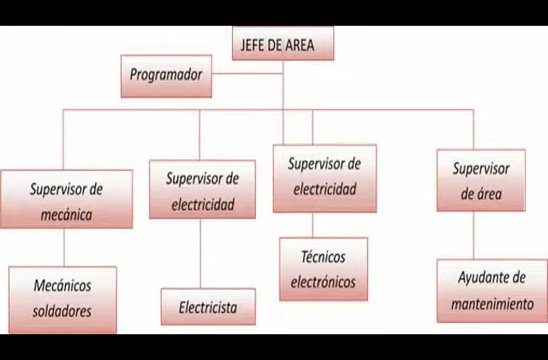 JEFE DE AREA
Programador
Supervisor de
mecánica
Supervisor de
electricidad
Supervisor de
electricidad
Supervisor
de área
Mecánicos
soldadores
Electricista
Técnicos
electrónicos
Ayudante de
mantenimiento